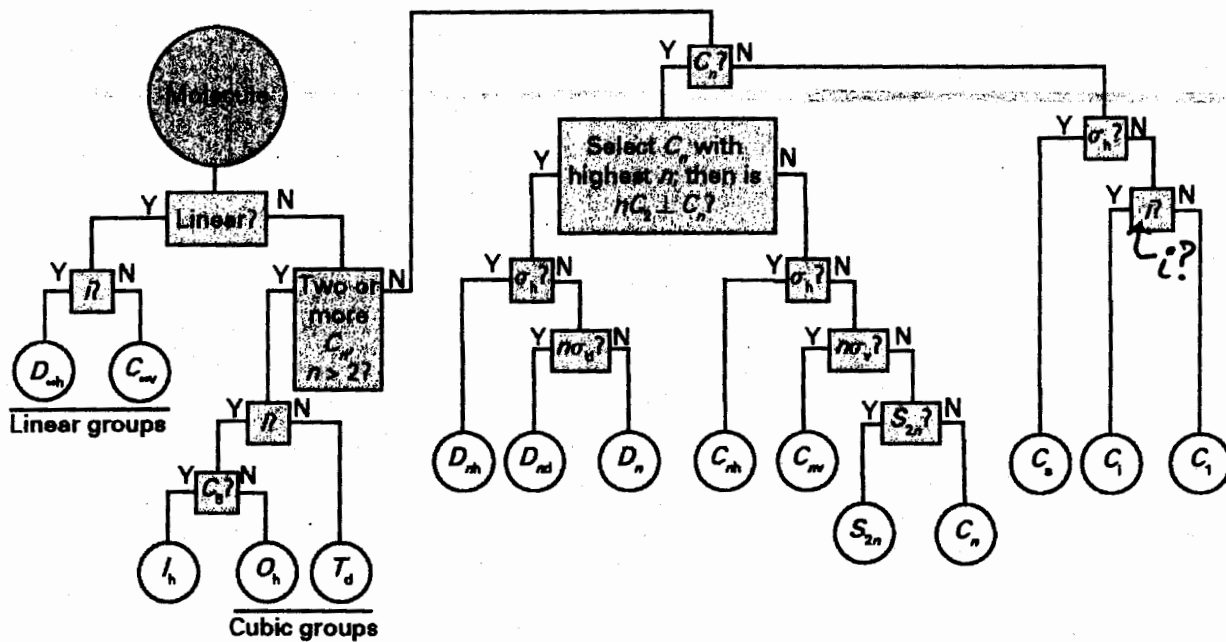 Molecule
Y Linear? N
Y i? N
D∞h
C∞v
Linear groups
Y Two or more Cn, n > 2? N
Y i? N
Y C5? N
Ih
Oh
Td
Cubic groups
Y Cn? N
Y Select Cn with highest n, then is nC2 ⊥ Cn? N
Y σh? N
Y nσd? N
Dnh
Dnd
Dn
Y σh? N
Y nσv? N
Y S2n? N
Cnh
Cnv
S2n
Cn
Y σh? N
Y i? N
i?
Cs
Ci
C1